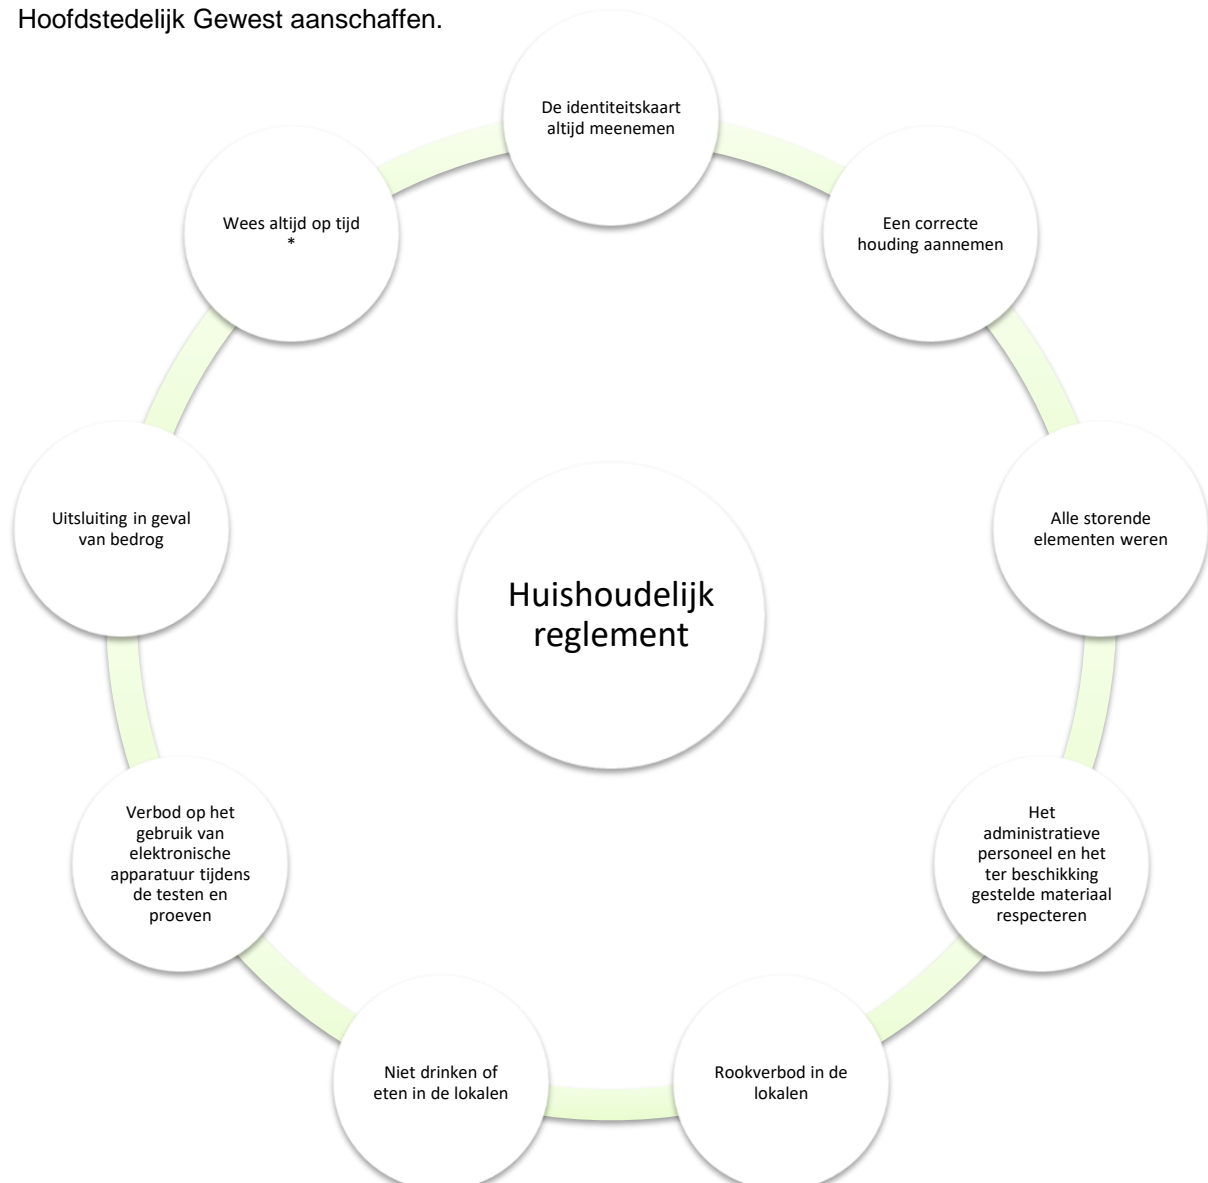 Hoofdstedelijk Gewest aanschaffen.
De identiteitskaart
altijd meenemen
Een correcte
houding aannemen
Alle storende
elementen weren
Het
administratieve
personeel en het
ter beschikking
gestelde materiaal
respecteren
Rookverbod in de
lokalen
Niet drinken of
eten in de lokalen
Verbod op het
gebruik van
elektronische
apparatuur tijdens
de testen en
proeven
Uitsluiting in geval
van bedrog
Wees altijd op tijd
*
Huishoudelijk
reglement